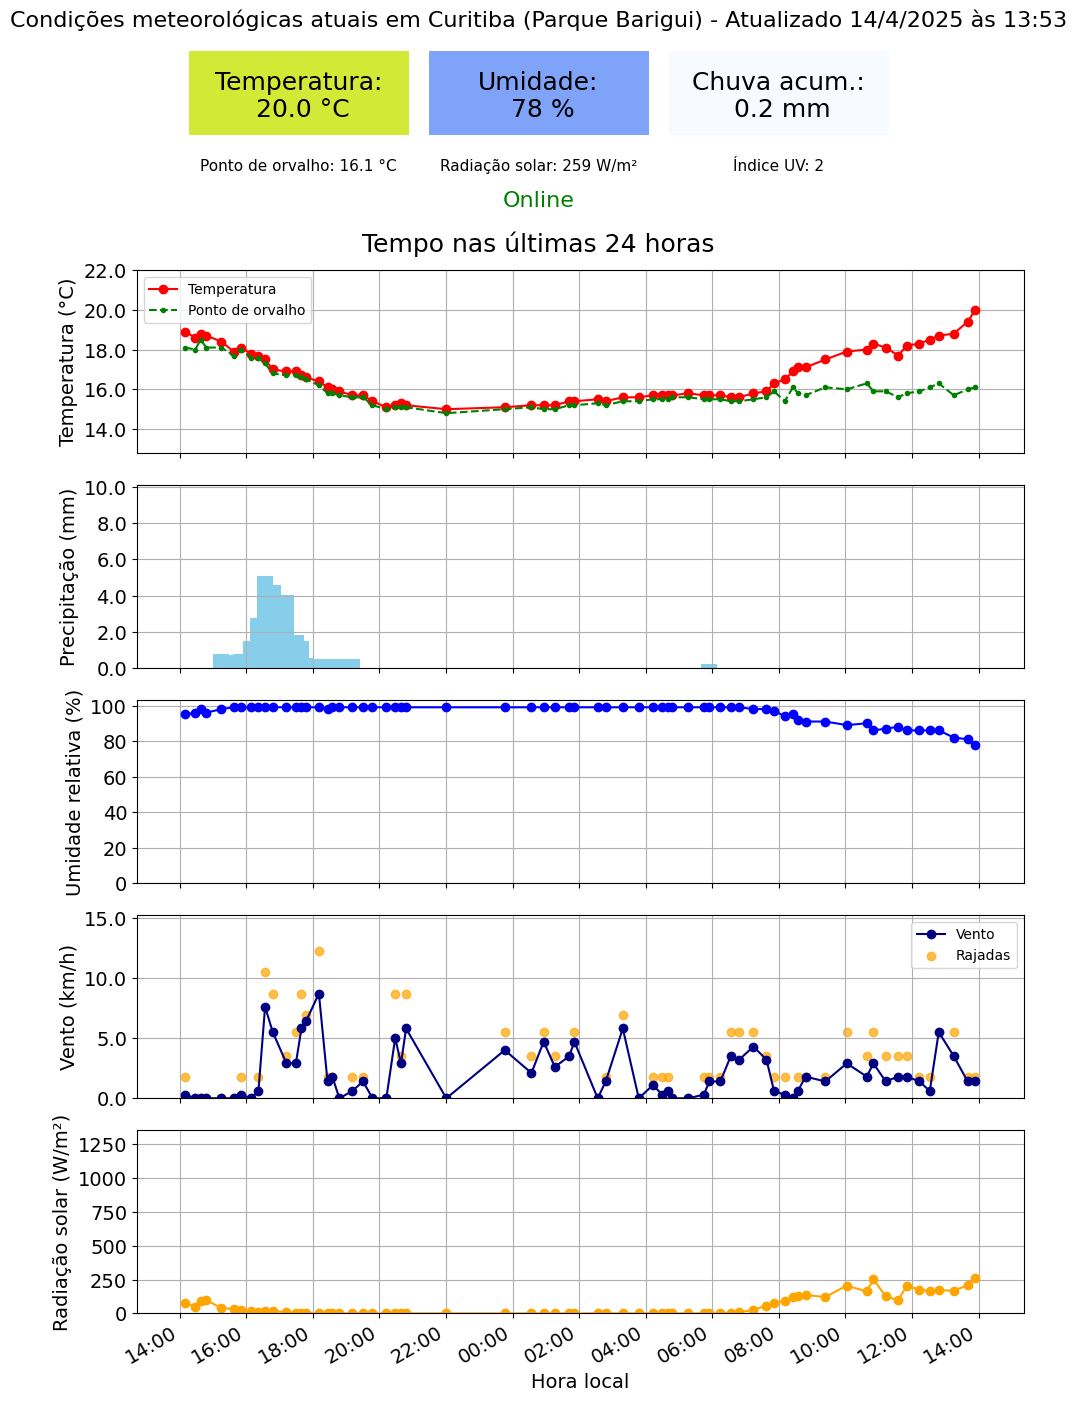 Condições meteorológicas atuais em Curitiba (Parque Barigui) - Atualizado 14/4/2025 às 13:53
Temperatura:
20.0 °C
Umidade:
78 %
Chuva acum.:
0.2 mm
Ponto de orvalho: 16.1 °C
Radiação solar: 259 W/m²
Índice UV: 2
Online
Tempo nas últimas 24 horas
Temperatura (°C)
22.0
20.0
18.0
16.0
14.0
Temperatura
Ponto de orvalho
Precipitação (mm)
10.0
8.0
6.0
4.0
2.0
0.0
Umidade relativa (%)
100
80
60
40
20
0
Vento (km/h)
15.0
10.0
5.0
0.0
Vento
Rajadas
Radiação solar (W/m²)
1250
1000
750
500
250
0
14:00
16:00
18:00
20:00
22:00
00:00
02:00
04:00
06:00
08:00
10:00
12:00
14:00
Hora local